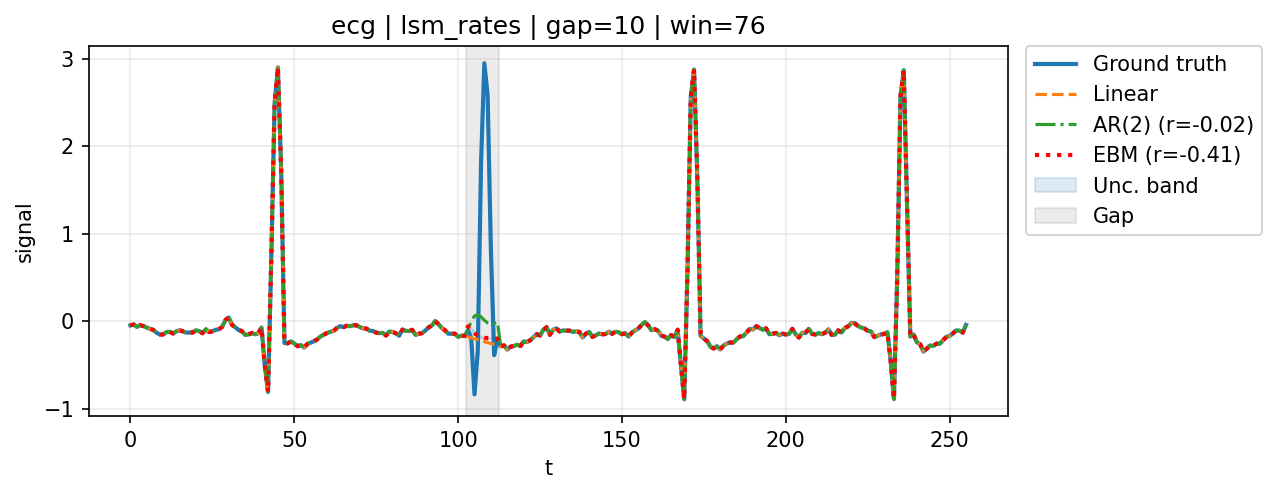 ecg | lsm_rates | gap=10 | win=76
3
2
1
0
−1
signal
0
50
100
150
200
250
t
Ground truth
Linear
AR(2) (r=-0.02)
EBM (r=-0.41)
Unc. band
Gap